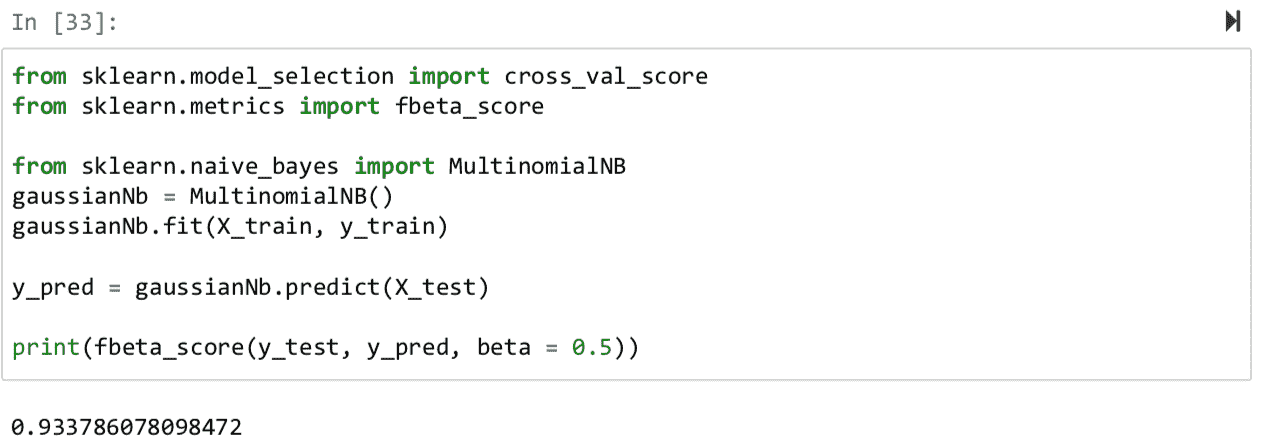 In [33]:
from sklearn.model_selection import cross_val_score
from sklearn.metrics import fbeta_score
from sklearn.naive_bayes import MultinomialNB
gaussianNb = MultinomialNB()
gaussianNb.fit(X_train, y_train)
y_pred = gaussianNb.predict(X_test)
print(fbeta_score(y_test, y_pred, beta = 0.5))
0.933786078098472